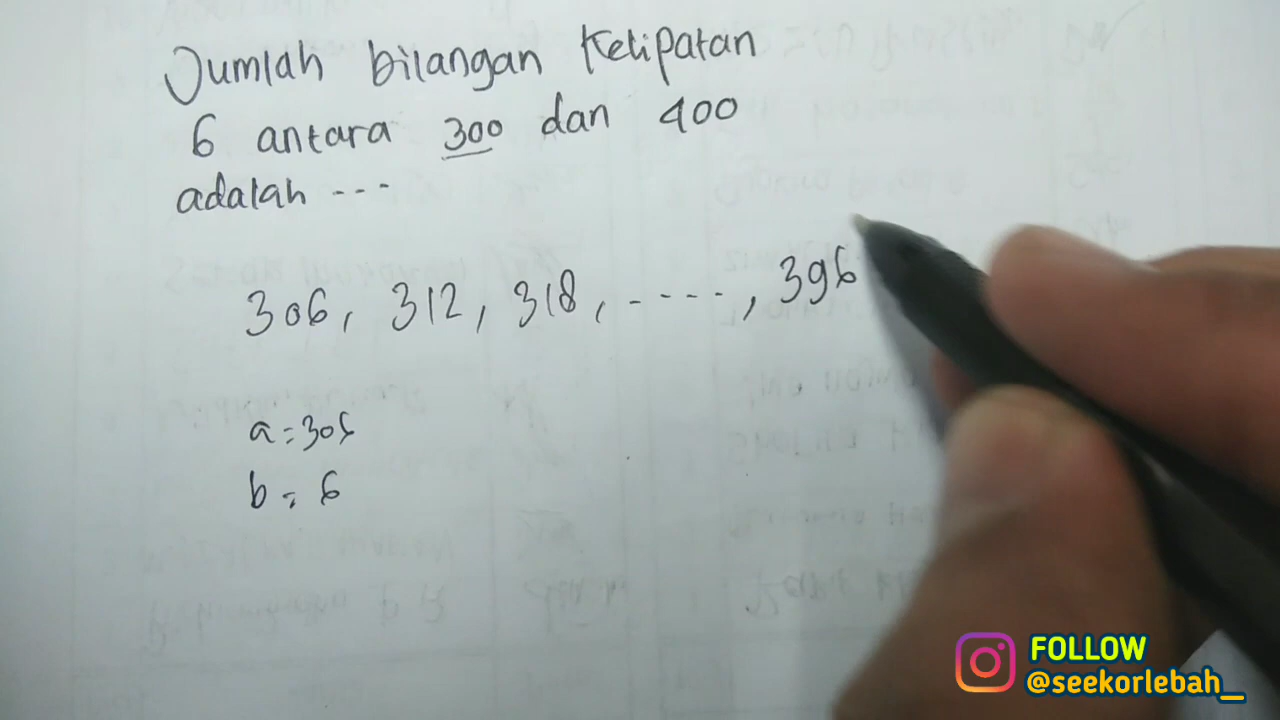 Jumlah bilangan Kelipatan
6 antara 300 dan 400
adalah ---
306, 312, 318, ....., 396
a = 306
b = 6
FOLLOW
@seekorlebah_